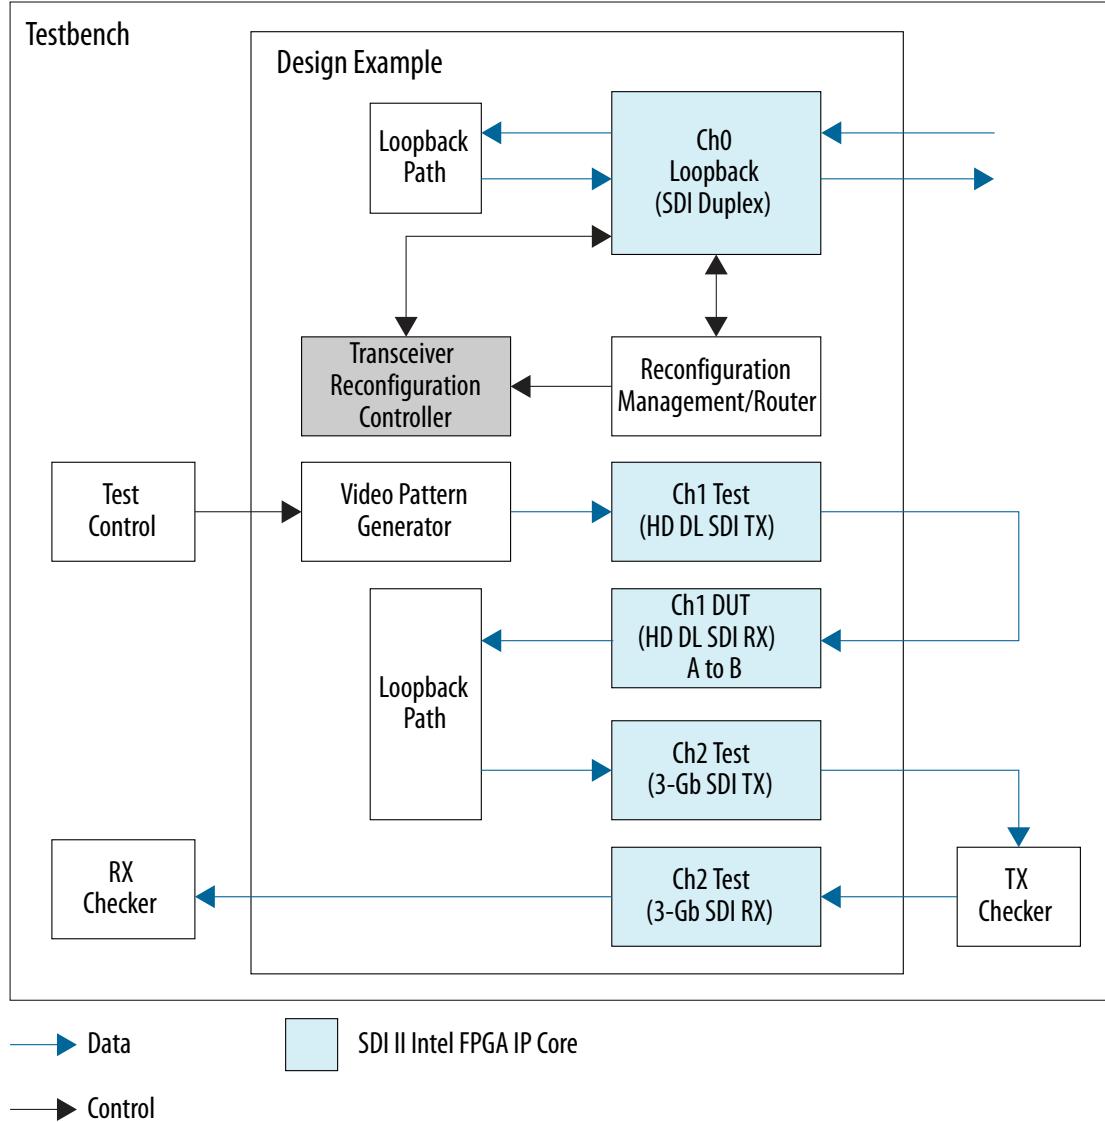 Testbench
Design Example
Loopback
Path
Ch0
Loopback
(SDI Duplex)
Transceiver
Reconfiguration
Controller
Reconfiguration
Management/Router
Test
Control
Video Pattern
Generator
Ch1 Test
(HD DL SDI TX)
Ch1 DUT
(HD DL SDI RX)
A to B
Loopback
Path
Ch2 Test
(3-Gb SDI TX)
RX
Checker
Ch2 Test
(3-Gb SDI RX)
TX
Checker
Data
SDI II Intel FPGA IP Core
Control